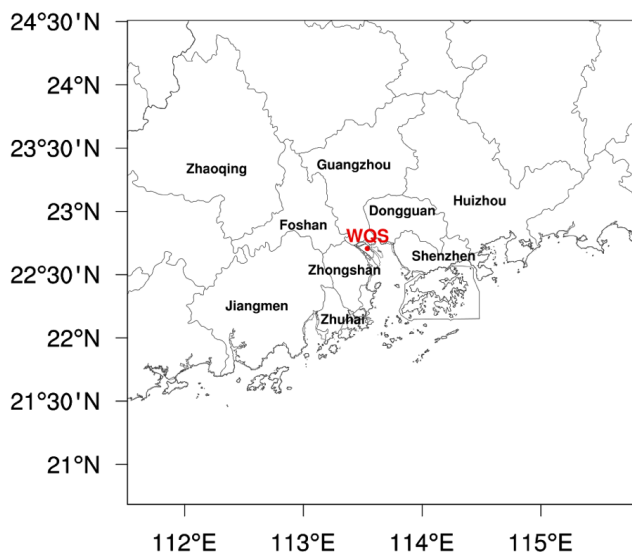 24°30'N
24°N
23°30'N
23°N
22°30'N
22°N
21°30'N
21°N
Zhaoqing
Guangzhou
Huizhou
Dongguan
Foshan
WQS
Shenzhen
Zhongshan
Jiangmen
Zhuhai
112°E
113°E
114°E
115°E